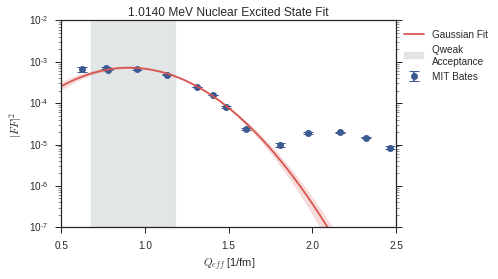 1.0140 MeV Nuclear Excited State Fit
10^-2
10^-3
10^-4
10^-5
10^-6
10^-7
|FF|^2
0.5 1.0 1.5 2.0 2.5
Q_eff [1/fm]
Gaussian Fit
Qweak
Acceptance
MIT Bates